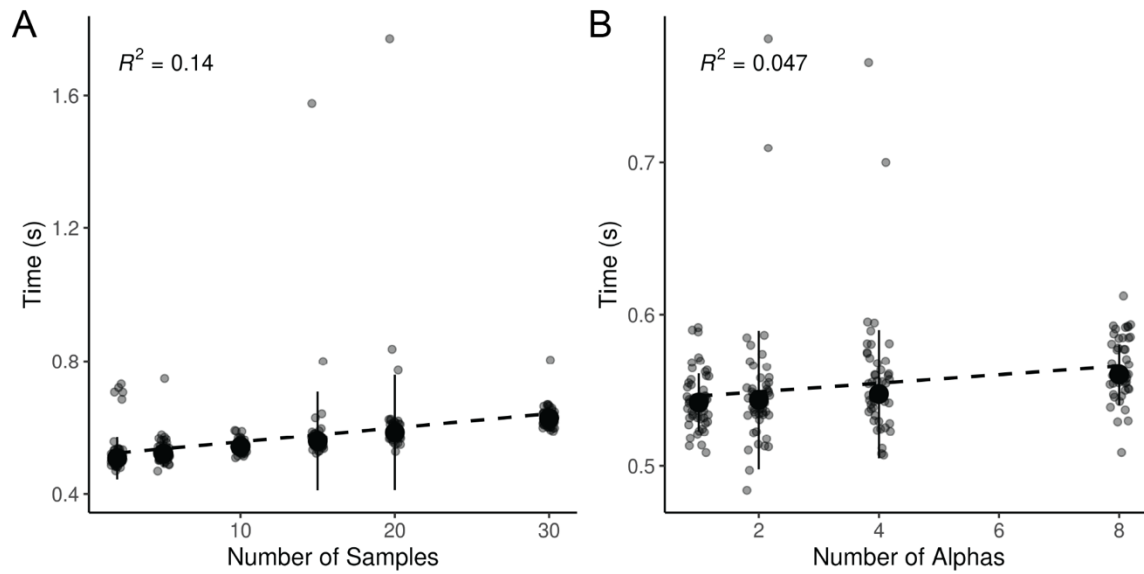 A
R² = 0.14
Time (s)
1.6
1.2
0.8
0.4
10
20
30
Number of Samples
B
R² = 0.047
Time (s)
0.7
0.6
0.5
2
4
6
8
Number of Alphas